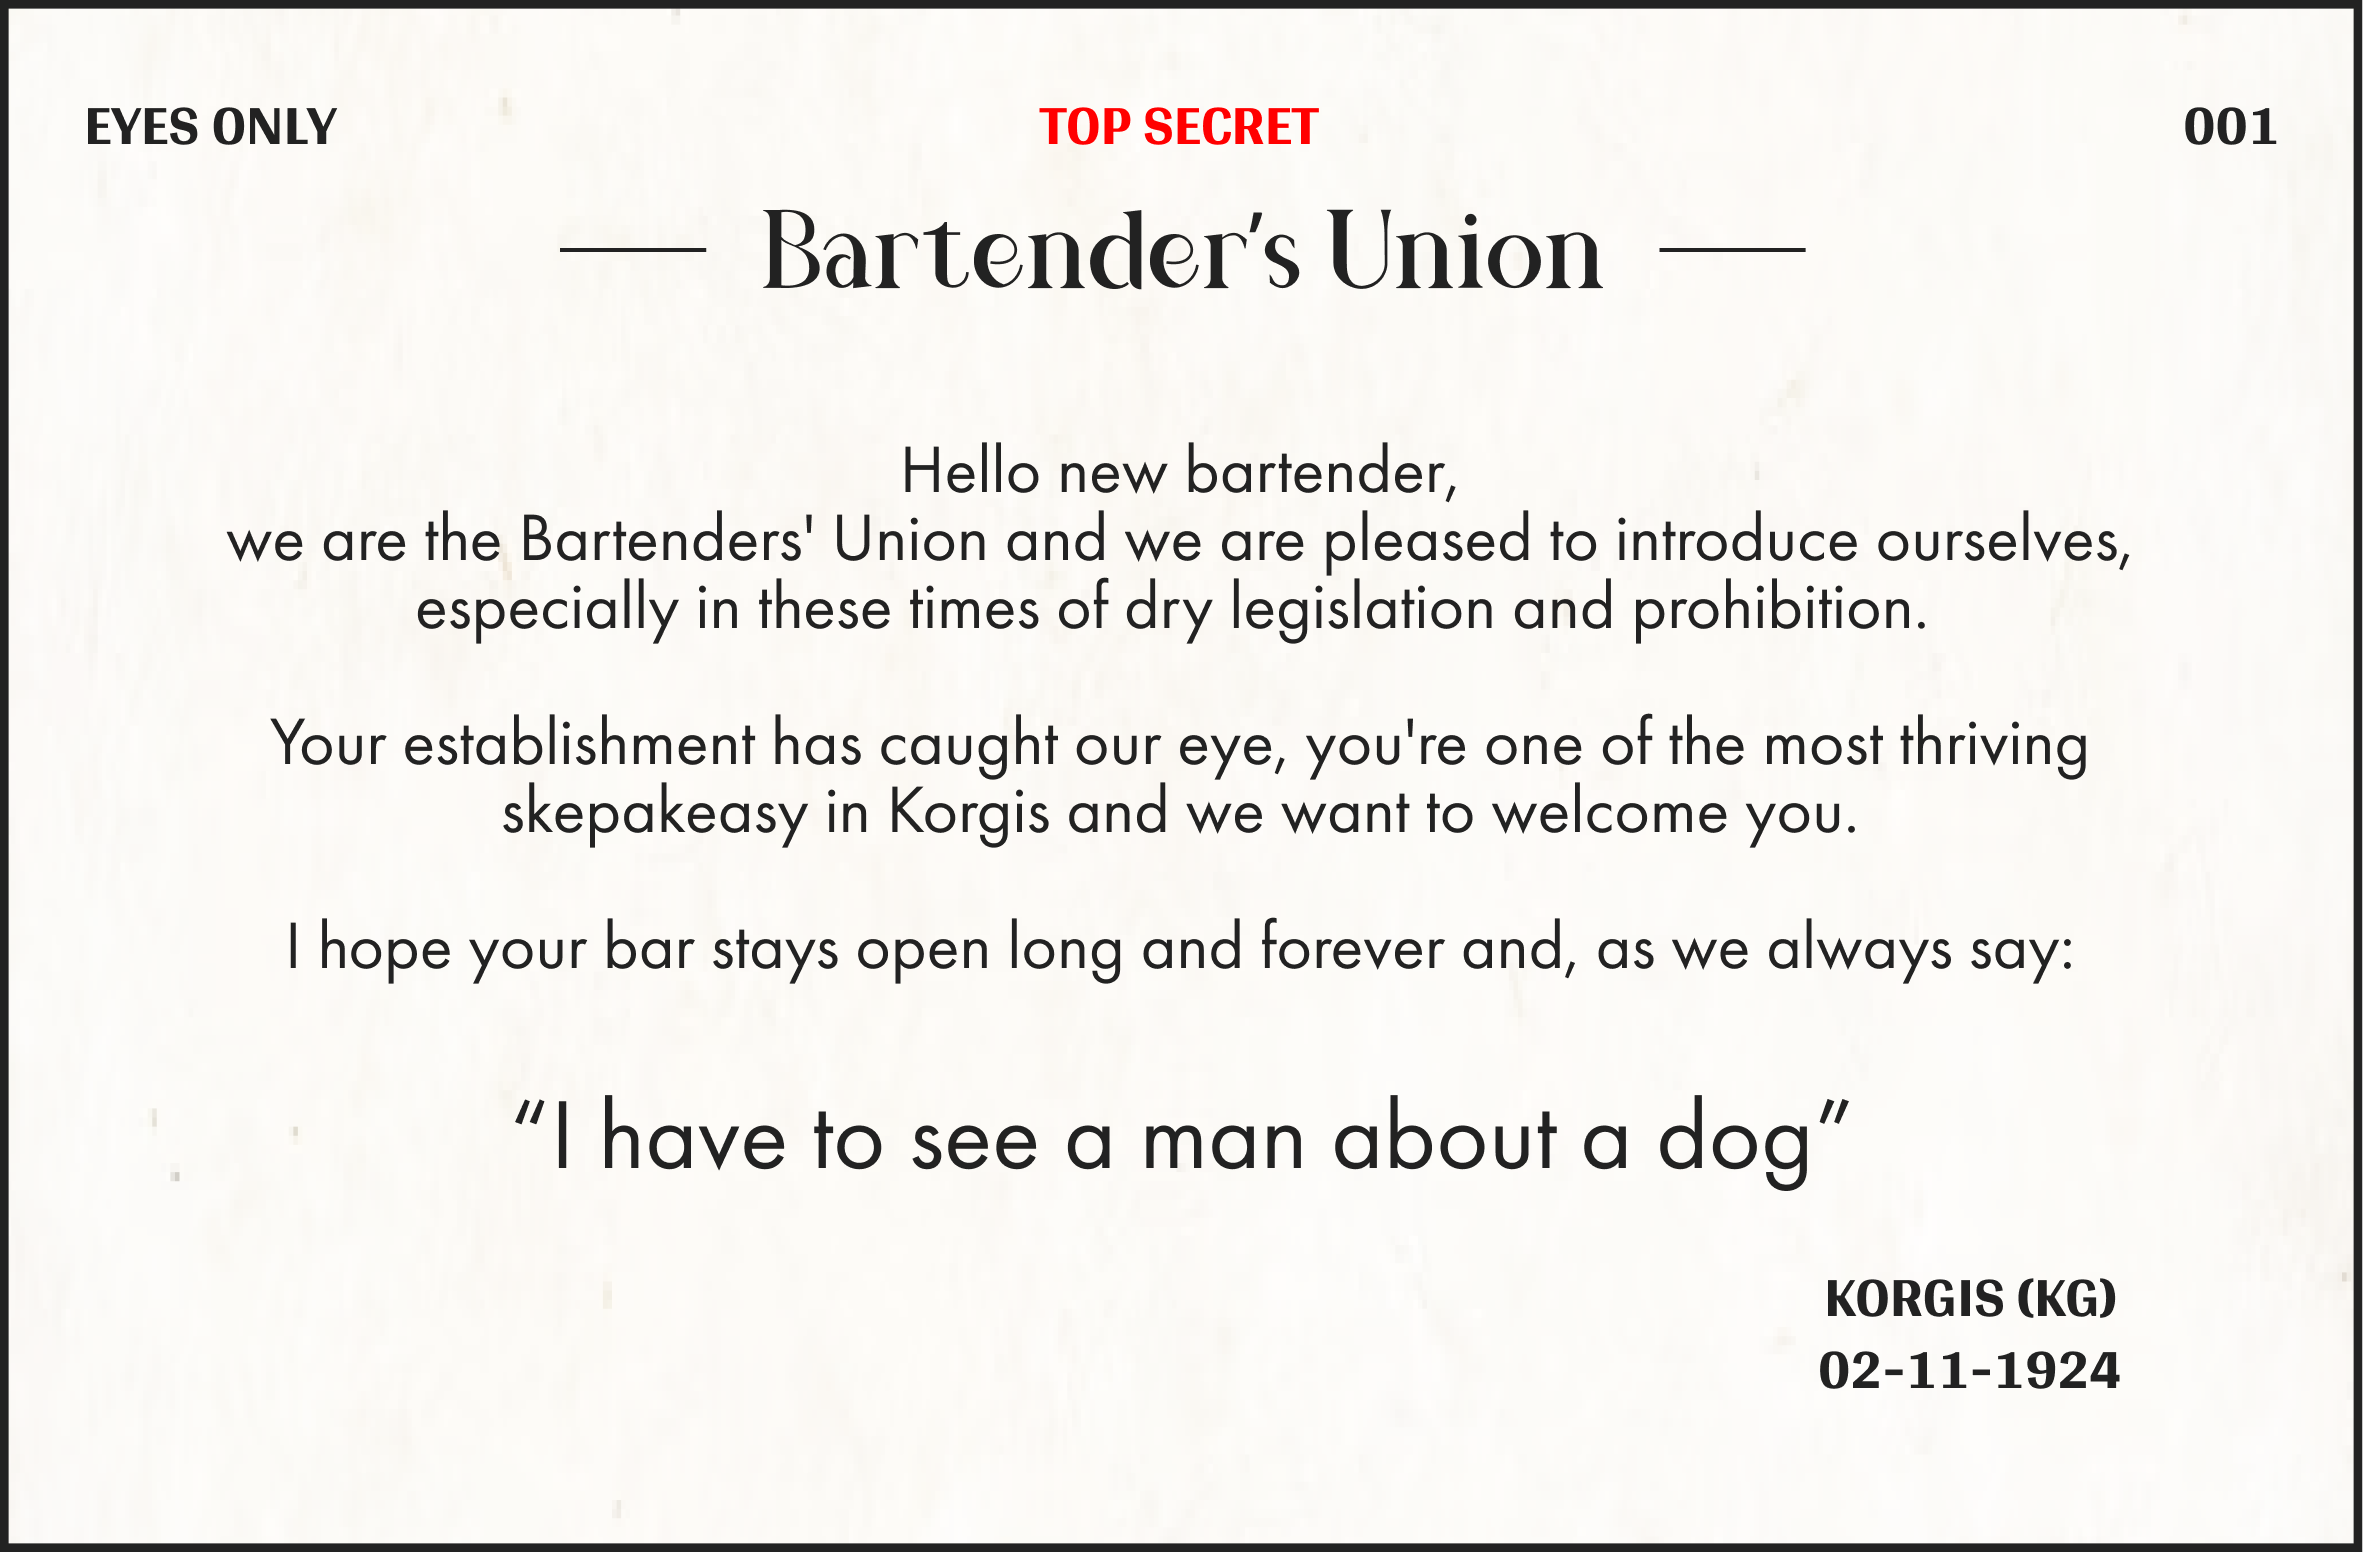 EYES ONLY
TOP SECRET
001
Bartender’s Union
Hello new bartender,
we are the Bartenders' Union and we are pleased to introduce ourselves,
especially in these times of dry legislation and prohibition.
Your establishment has caught our eye, you're one of the most thriving
skepakeasy in Korgis and we want to welcome you.
I hope your bar stays open long and forever and, as we always say:
“I have to see a man about a dog”
KORGIS (KG)
02-11-1924